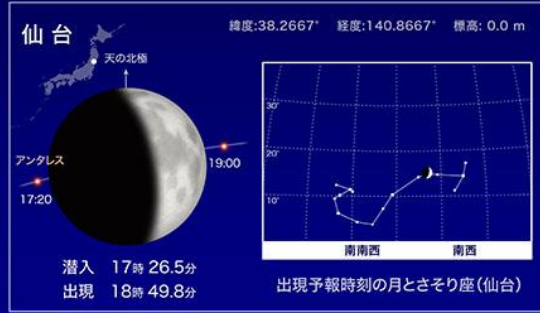 仙台
緯度:38.2667° 経度:140.8667° 標高: 0.0 m
天の北極
アンタレス
19:00
17:20
潜入 17時 26.5分
出現 18時 49.8分
30°
20°
10°
南南西 南西
出現予報時刻の月とさそり座(仙台)